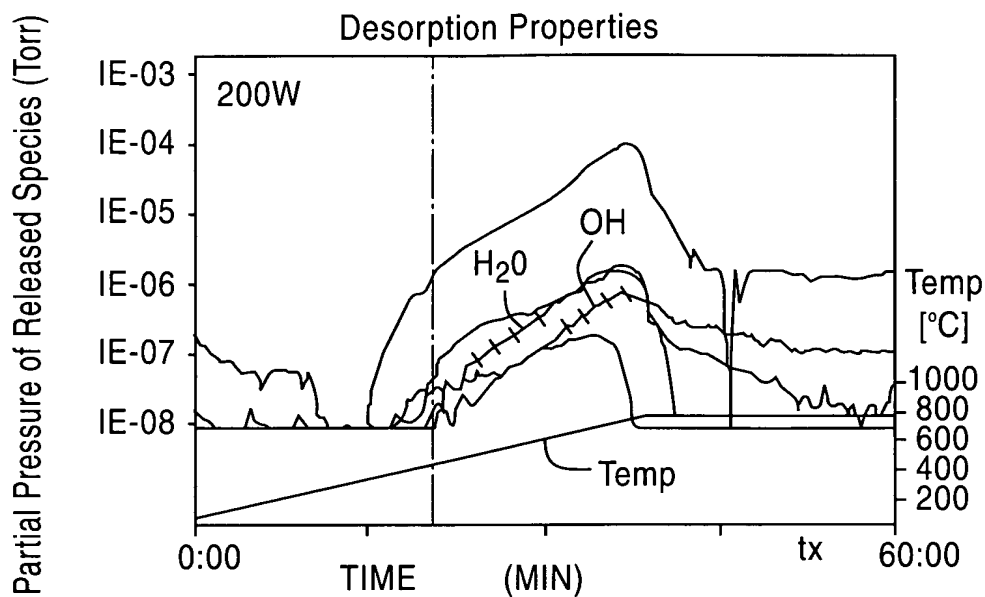 Desorption Properties
Partial Pressure of Released Species (Torr)
IE-03
200W
IE-04
IE-05
OH
H20
IE-06
Temp
[°C]
IE-07
1000
IE-08
800
600
Temp
400
200
0:00
tx
60:00
TIME (MIN)